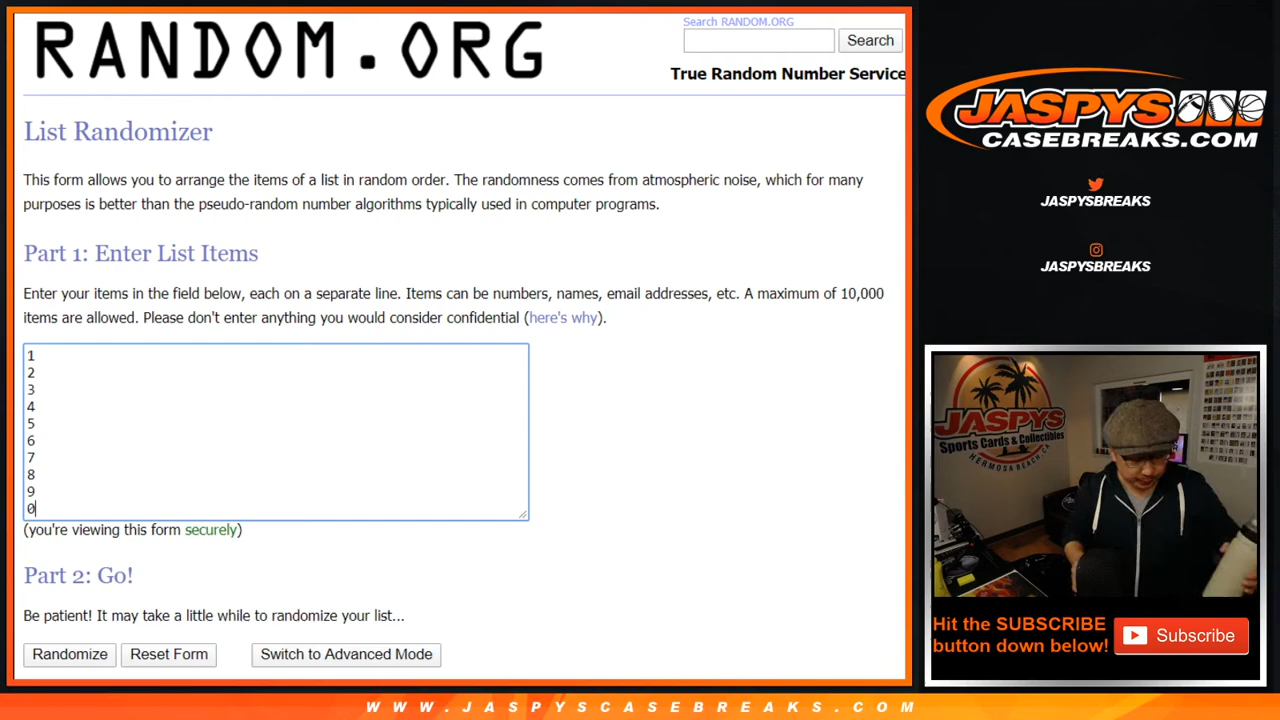 RANDOM.ORG
Search RANDOM.ORG
Search
True Random Number Service
List Randomizer
This form allows you to arrange the items of a list in random order. The randomness comes from atmospheric noise, which for many
purposes is better than the pseudo-random number algorithms typically used in computer programs.
Part 1: Enter List Items
Enter your items in the field below, each on a separate line. Items can be numbers, names, email addresses, etc. A maximum of 10,000
items are allowed. Please don't enter anything you would consider confidential (here's why).
1
2
3
4
5
6
7
8
9
0
(you're viewing this form securely)
Part 2: Go!
Be patient! It may take a little while to randomize your list...
Randomize
Reset Form
Switch to Advanced Mode
JASPYS
CASEBREAKS.COM
JASPYSBREAKS
JASPYSBREAKS
JASPYS
Sports Cards & Collectibles
HERMOSA BEACH, CA
Hit the SUBSCRIBE
button down below!
Subscribe
WWW.JASPYSCASEBREAKS.COM